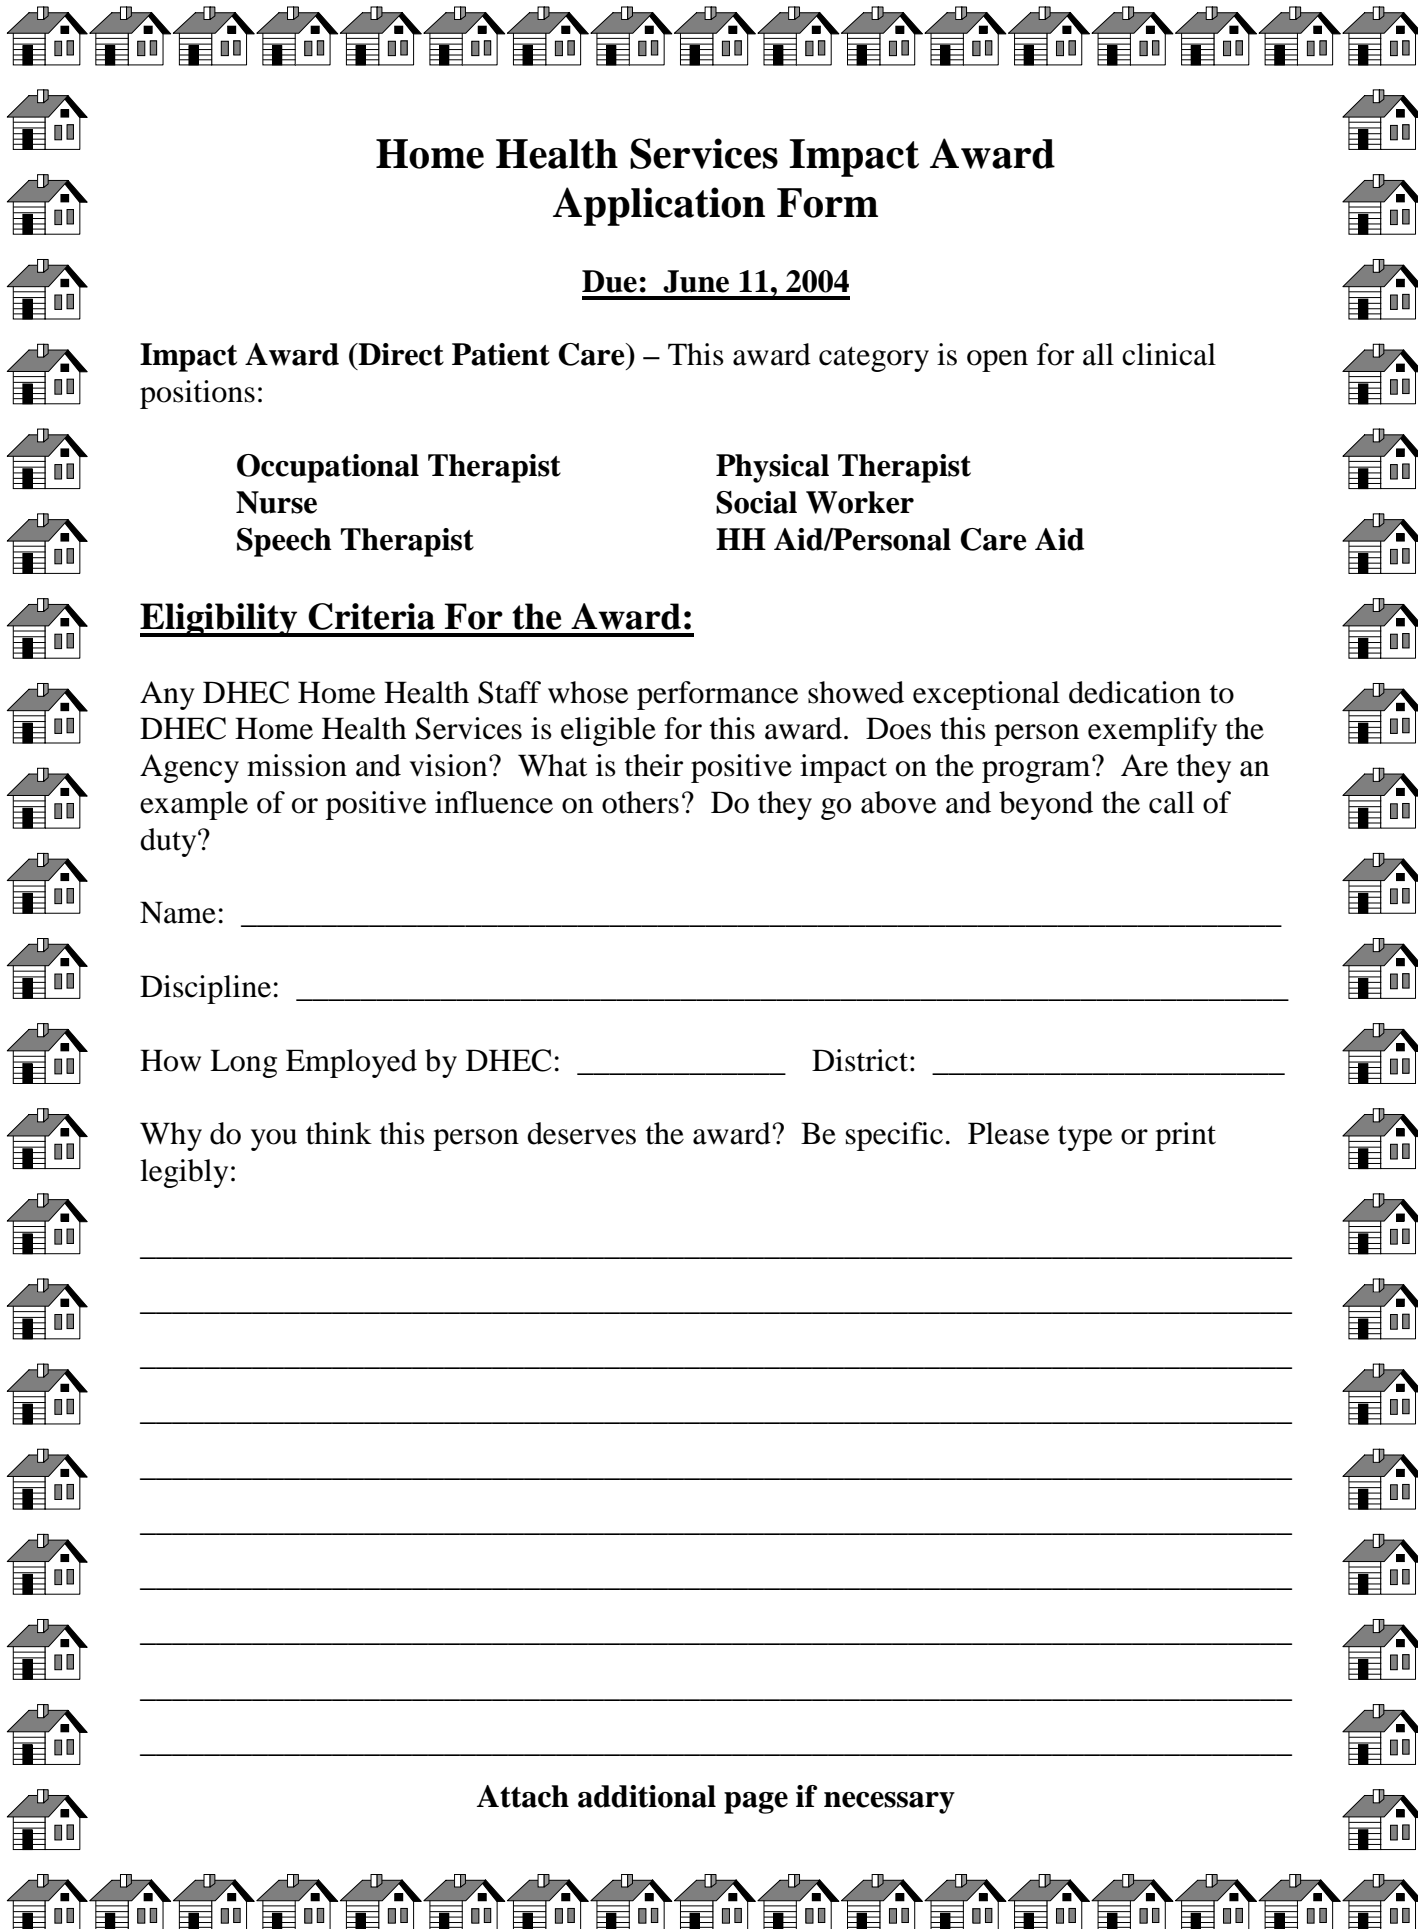 Home Health Services Impact Award
Application Form
Due:  June 11, 2004
Impact Award (Direct Patient Care) – This award category is open for all clinical
positions:
Occupational Therapist Physical Therapist
Nurse Social Worker
Speech Therapist HH Aid/Personal Care Aid
Eligibility Criteria For the Award:
Any DHEC Home Health Staff whose performance showed exceptional dedication to
DHEC Home Health Services is eligible for this award.  Does this person exemplify the
Agency mission and vision?  What is their positive impact on the program?  Are they an
example of or positive influence on others?  Do they go above and beyond the call of
duty?
Name:
Discipline:
How Long Employed by DHEC: District:
Why do you think this person deserves the award?  Be specific.  Please type or print
legibly:
Attach additional page if necessary